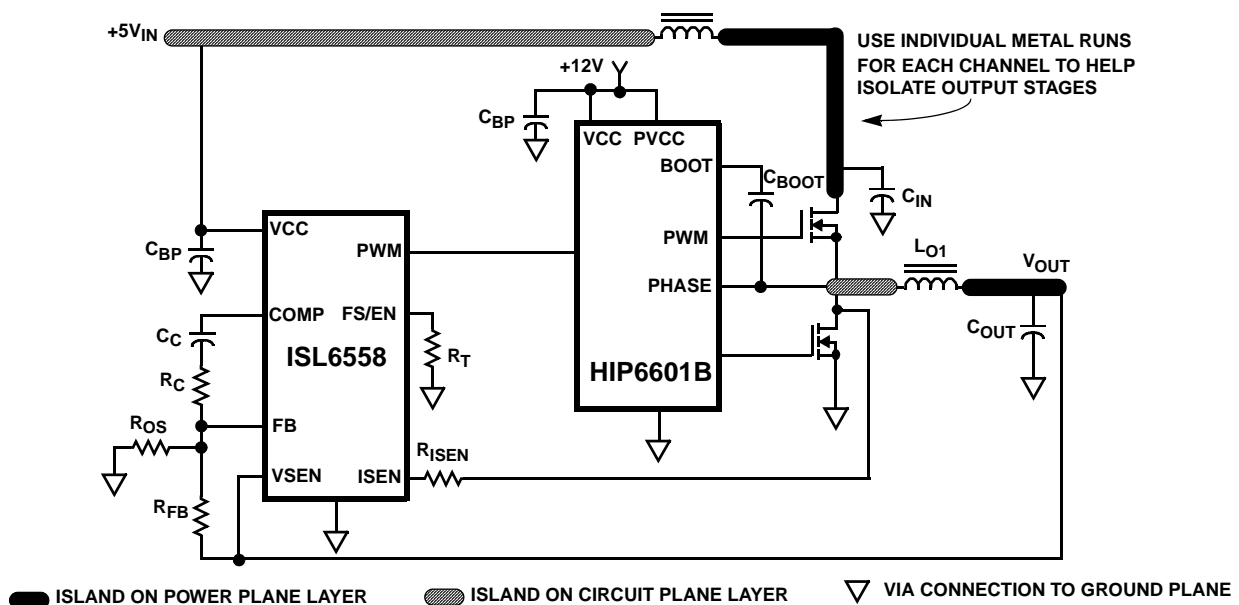 +5VIN
USE INDIVIDUAL METAL RUNS
FOR EACH CHANNEL TO HELP
ISOLATE OUTPUT STAGES
+12V
CBP
VCC PVCC
BOOT
CBOOT
CIN
VCC
PWM
PWM
CBP
LO1
VOUT
PHASE
COMP
FS/EN
CC
RT
COUT
ISL6558
HIP6601B
RC
ROS
FB
RISEN
VSEN
ISEN
RFB
ISLAND ON POWER PLANE LAYER
ISLAND ON CIRCUIT PLANE LAYER
VIA CONNECTION TO GROUND PLANE